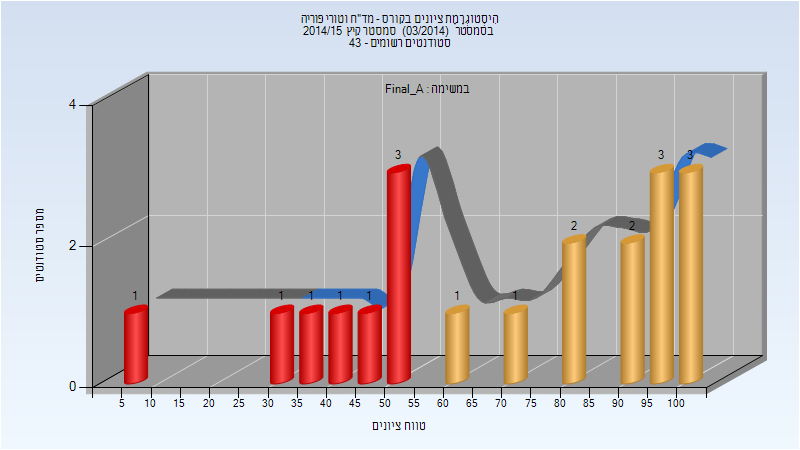 היסטוגרמת ציונים בקורס - מד"ח וטורי פוריה
בסמסטר (03/2014) סמסטר קיץ 2014/15
סטודנטים רשומים - 43
במשימה : Final_A
4
2
0
מספר סטודנטים
1 1 1 1 1 3 1 1 2 2 3 3
5 10 15 20 25 30 35 40 45 50 55 60 65 70 75 80 85 90 95 100
טווח ציונים